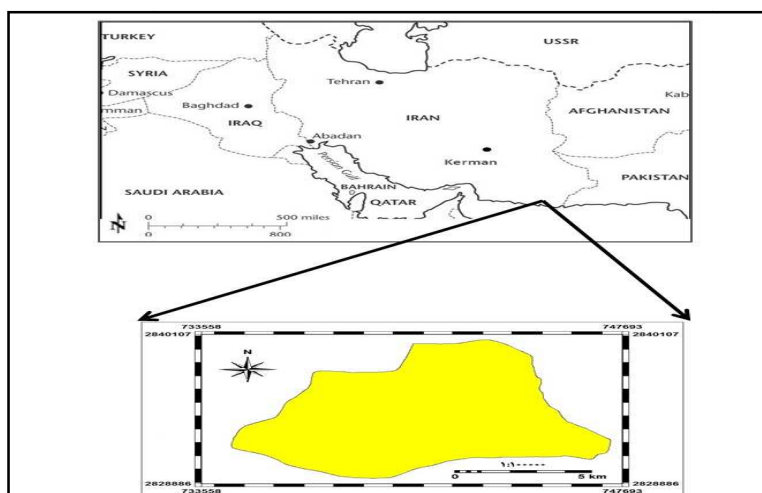 TURKEY
USSR
SYRIA
Tehran
Damascus
Baghdad
Kab
mman
IRAQ
IRAN
AFGHANISTAN
Abadan
Persian Gulf
Kerman
SAUDI ARABIA
BAHRAIN
QATAR
PAKISTAN
N
0 500 miles
0 800
733558 747693
2840107 2840107
N
0 5 km
2828886 2828886
733558 747693